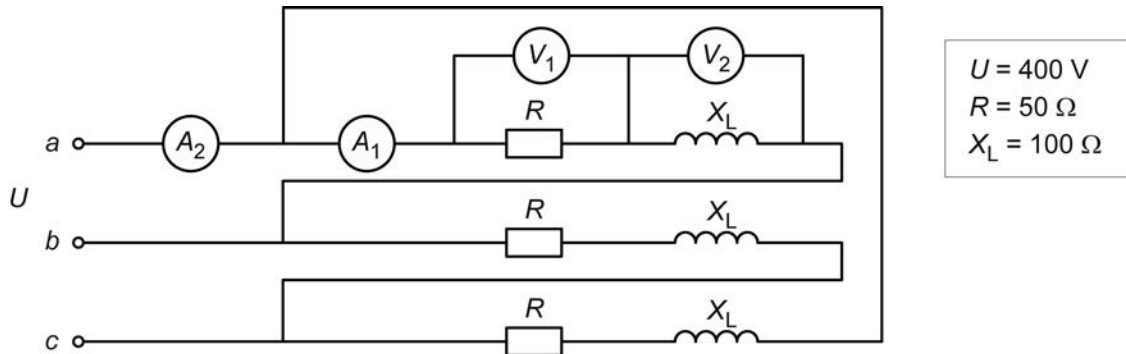 V1 V2
R XL
a A2 A1
U
R XL
b
R XL
c
U = 400 V
R = 50 Ω
XL = 100 Ω